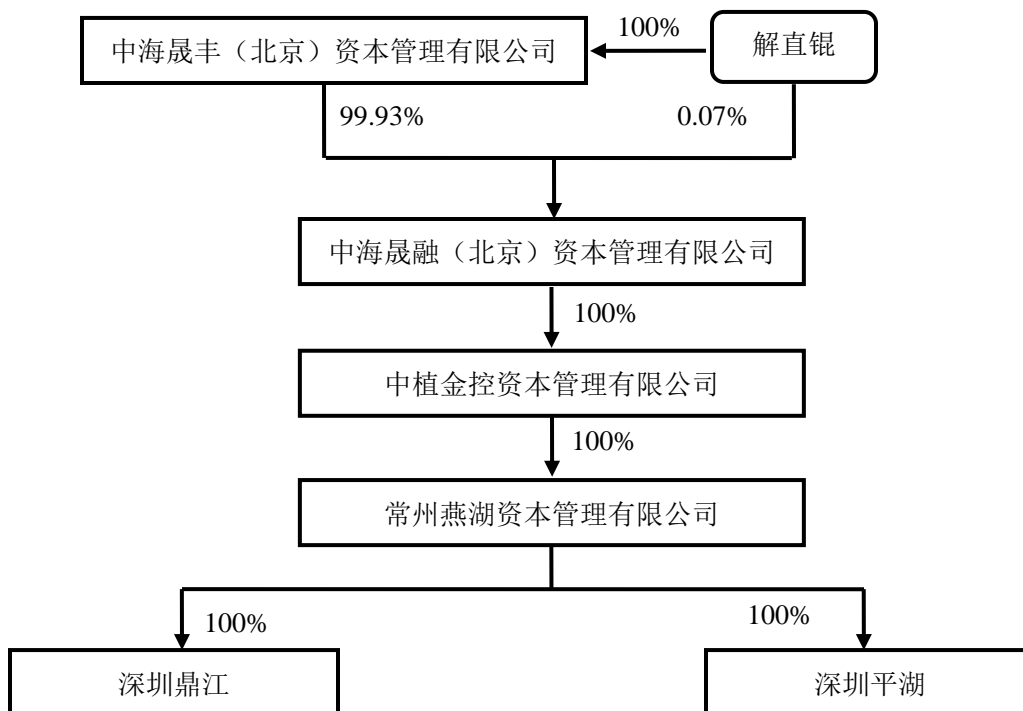 中海晟丰（北京）资本管理有限公司
100%
解直锟
99.93%
0.07%
中海晟融（北京）资本管理有限公司
100%
中植金控资本管理有限公司
100%
常州燕湖资本管理有限公司
100%
100%
深圳鼎江
深圳平湖